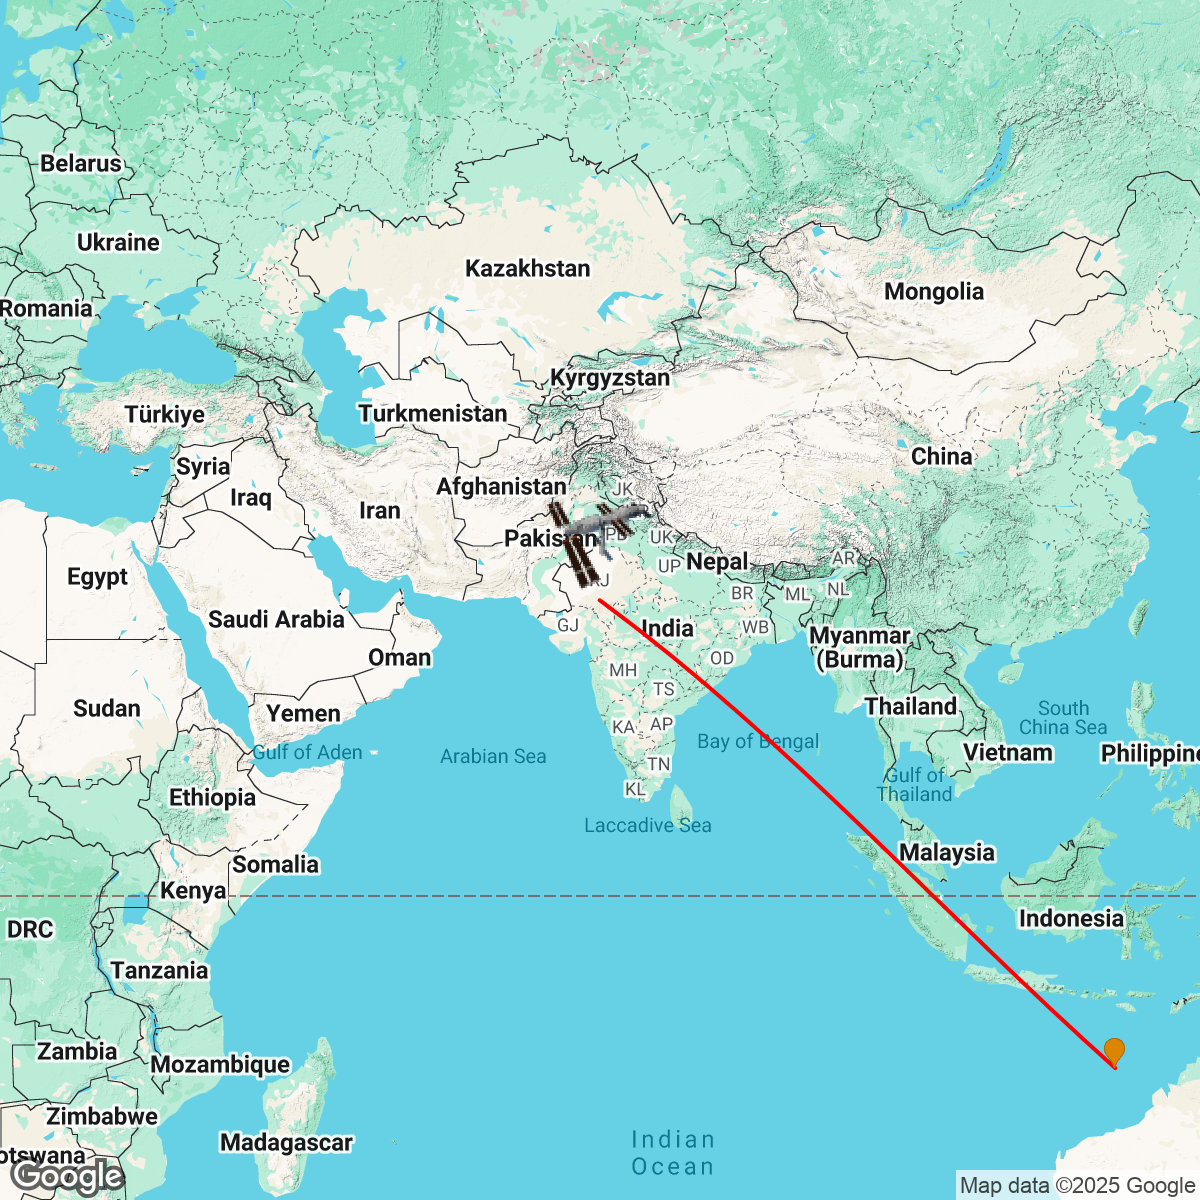 Belarus
Ukraine
Kazakhstan
Romania
Mongolia
Kyrgyzstan
Türkiye
Turkmenistan
Syria
China
Afghanistan
JK
Iraq
Iran
Pakistan
UK
Nepal
AR
UP
Egypt
RJ
NL
BR
ML
Saudi Arabia
GJ
India
WB
Myanmar
(Burma)
Oman
OD
MH
TS
Sudan
Yemen
Thailand
South
China Sea
KA
AP
Bay of Bengal
Gulf of Aden
Arabian Sea
Vietnam
Philippine
TN
Gulf of
Thailand
KL
Ethiopia
Laccadive Sea
Malaysia
Somalia
Kenya
Indonesia
DRC
Tanzania
Zambia
Mozambique
Zimbabwe
Madagascar
Indian
Ocean
otswana
Google
Map data ©2025 Google